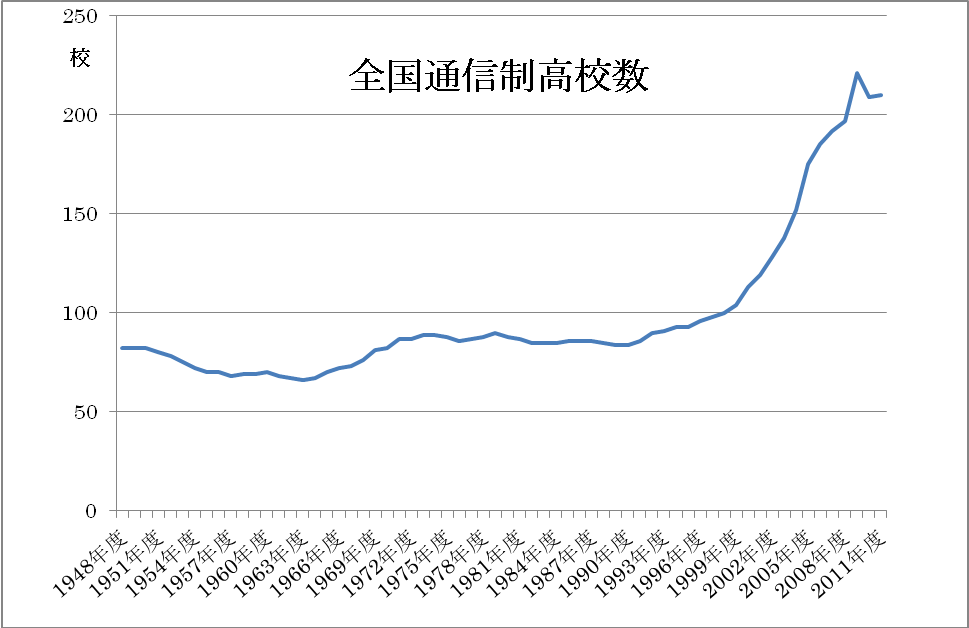 250
校
全国通信制高校数
200
150
100
50
0
1948年度
1951年度
1954年度
1957年度
1960年度
1963年度
1966年度
1969年度
1972年度
1975年度
1978年度
1981年度
1984年度
1987年度
1990年度
1993年度
1996年度
1999年度
2002年度
2005年度
2008年度
2011年度